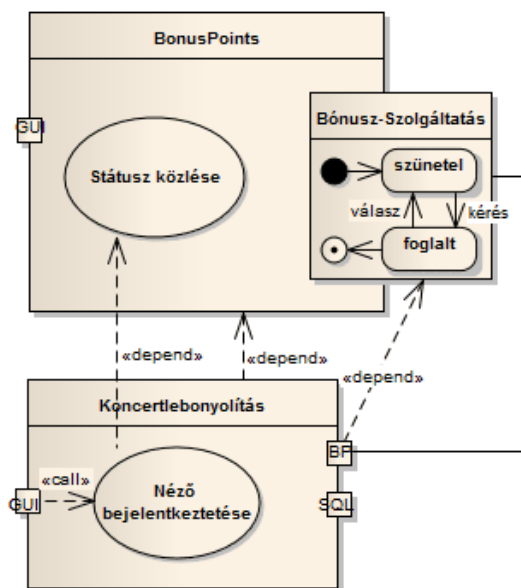 BonusPoints
GUI
Státusz közlése
Bónusz-Szolgáltatás
szünetel
válasz
kérés
foglalt
«depend»
«depend»
«depend»
Koncertlebonyolítás
«call»
GUI
Néző
bejelentkeztetése
BP
SQL